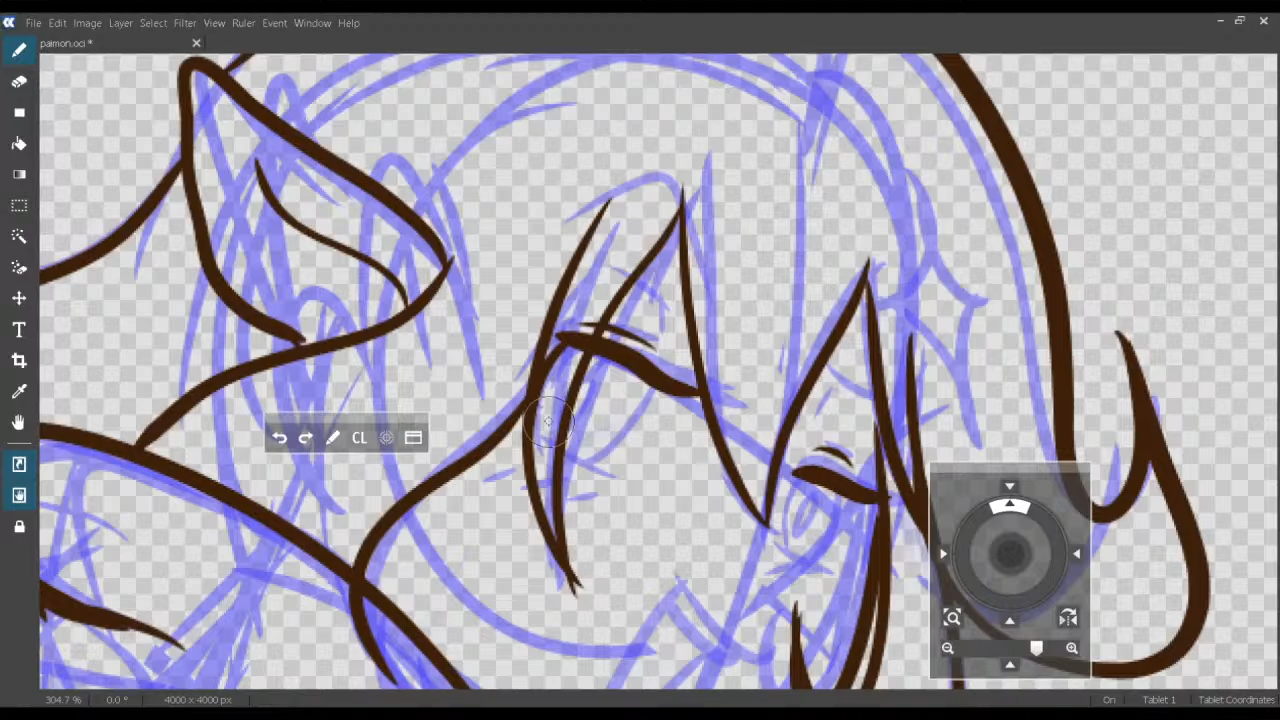 File Edit Image Layer Select Filter View Ruler Event Window Help
paimon.oci *
CL
T
304.7 % 0.0 ° 4000 x 4000 px On Tablet 1 Tablet Coordinates